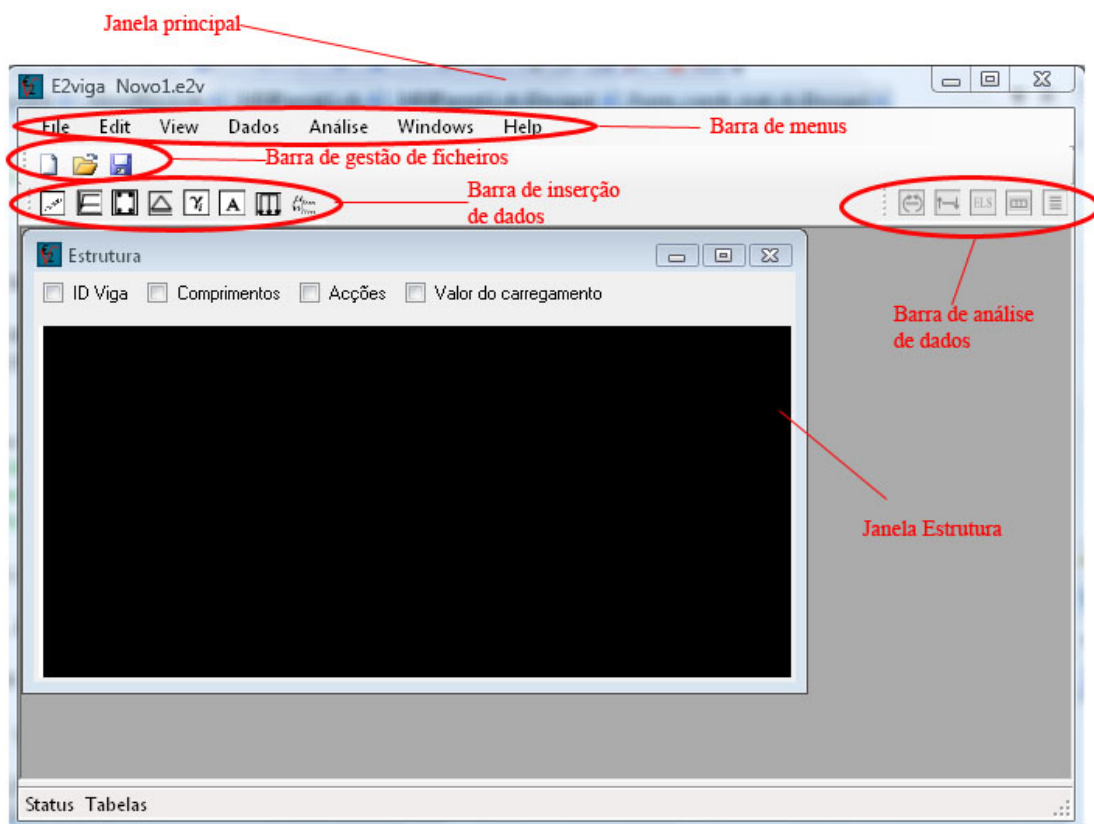 Janela principal
E2viga Novo1.e2v
File Edit View Dados Análise Windows Help
Barra de menus
Barra de gestão de ficheiros
Barra de inserção
de dados
γi A
ELS
Estrutura
ID Viga Comprimentos Acções Valor do carregamento
Barra de análise
de dados
Janela Estrutura
Status Tabelas